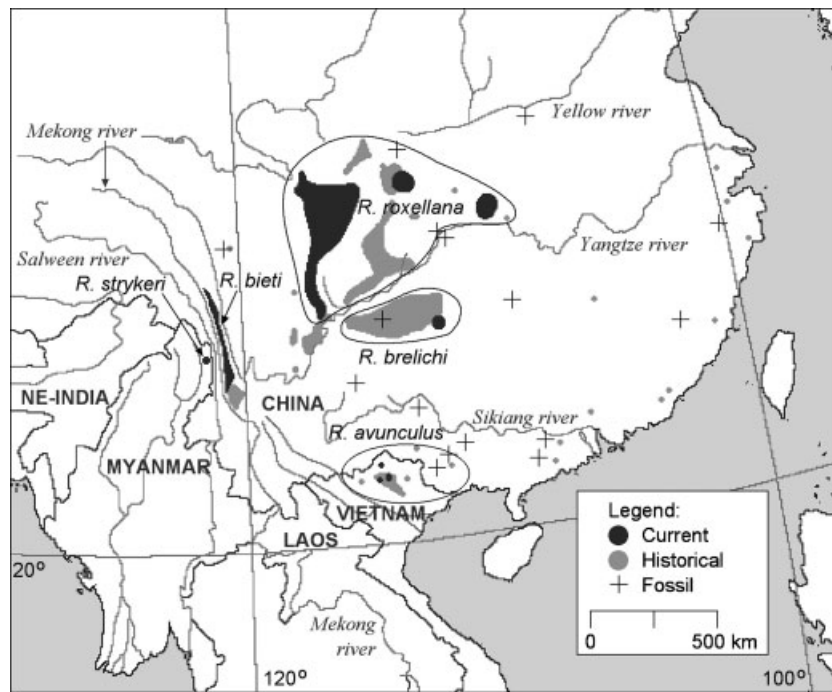 Yellow river
Mekong river
R. roxellana
Yangtze river
Salween river
R. bieti
R. strykeri
R. brelichi
NE-INDIA
CHINA
Sikiang river
R. avunculus
MYANMAR
VIETNAM
LAOS
Legend:
Current
Historical
Fossil
0 500 km
20°
Mekong
river
120°
100°